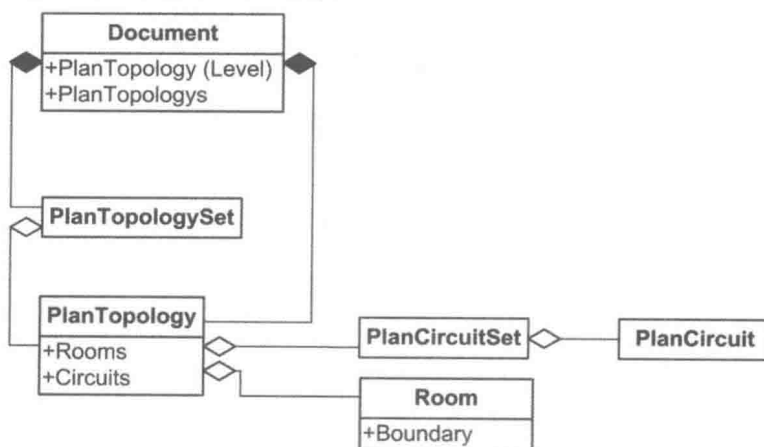 Document
+PlanTopology (Level)
+PlanTopologys
PlanTopologySet
PlanTopology
+Rooms
+Circuits
PlanCircuitSet
PlanCircuit
Room
+Boundary